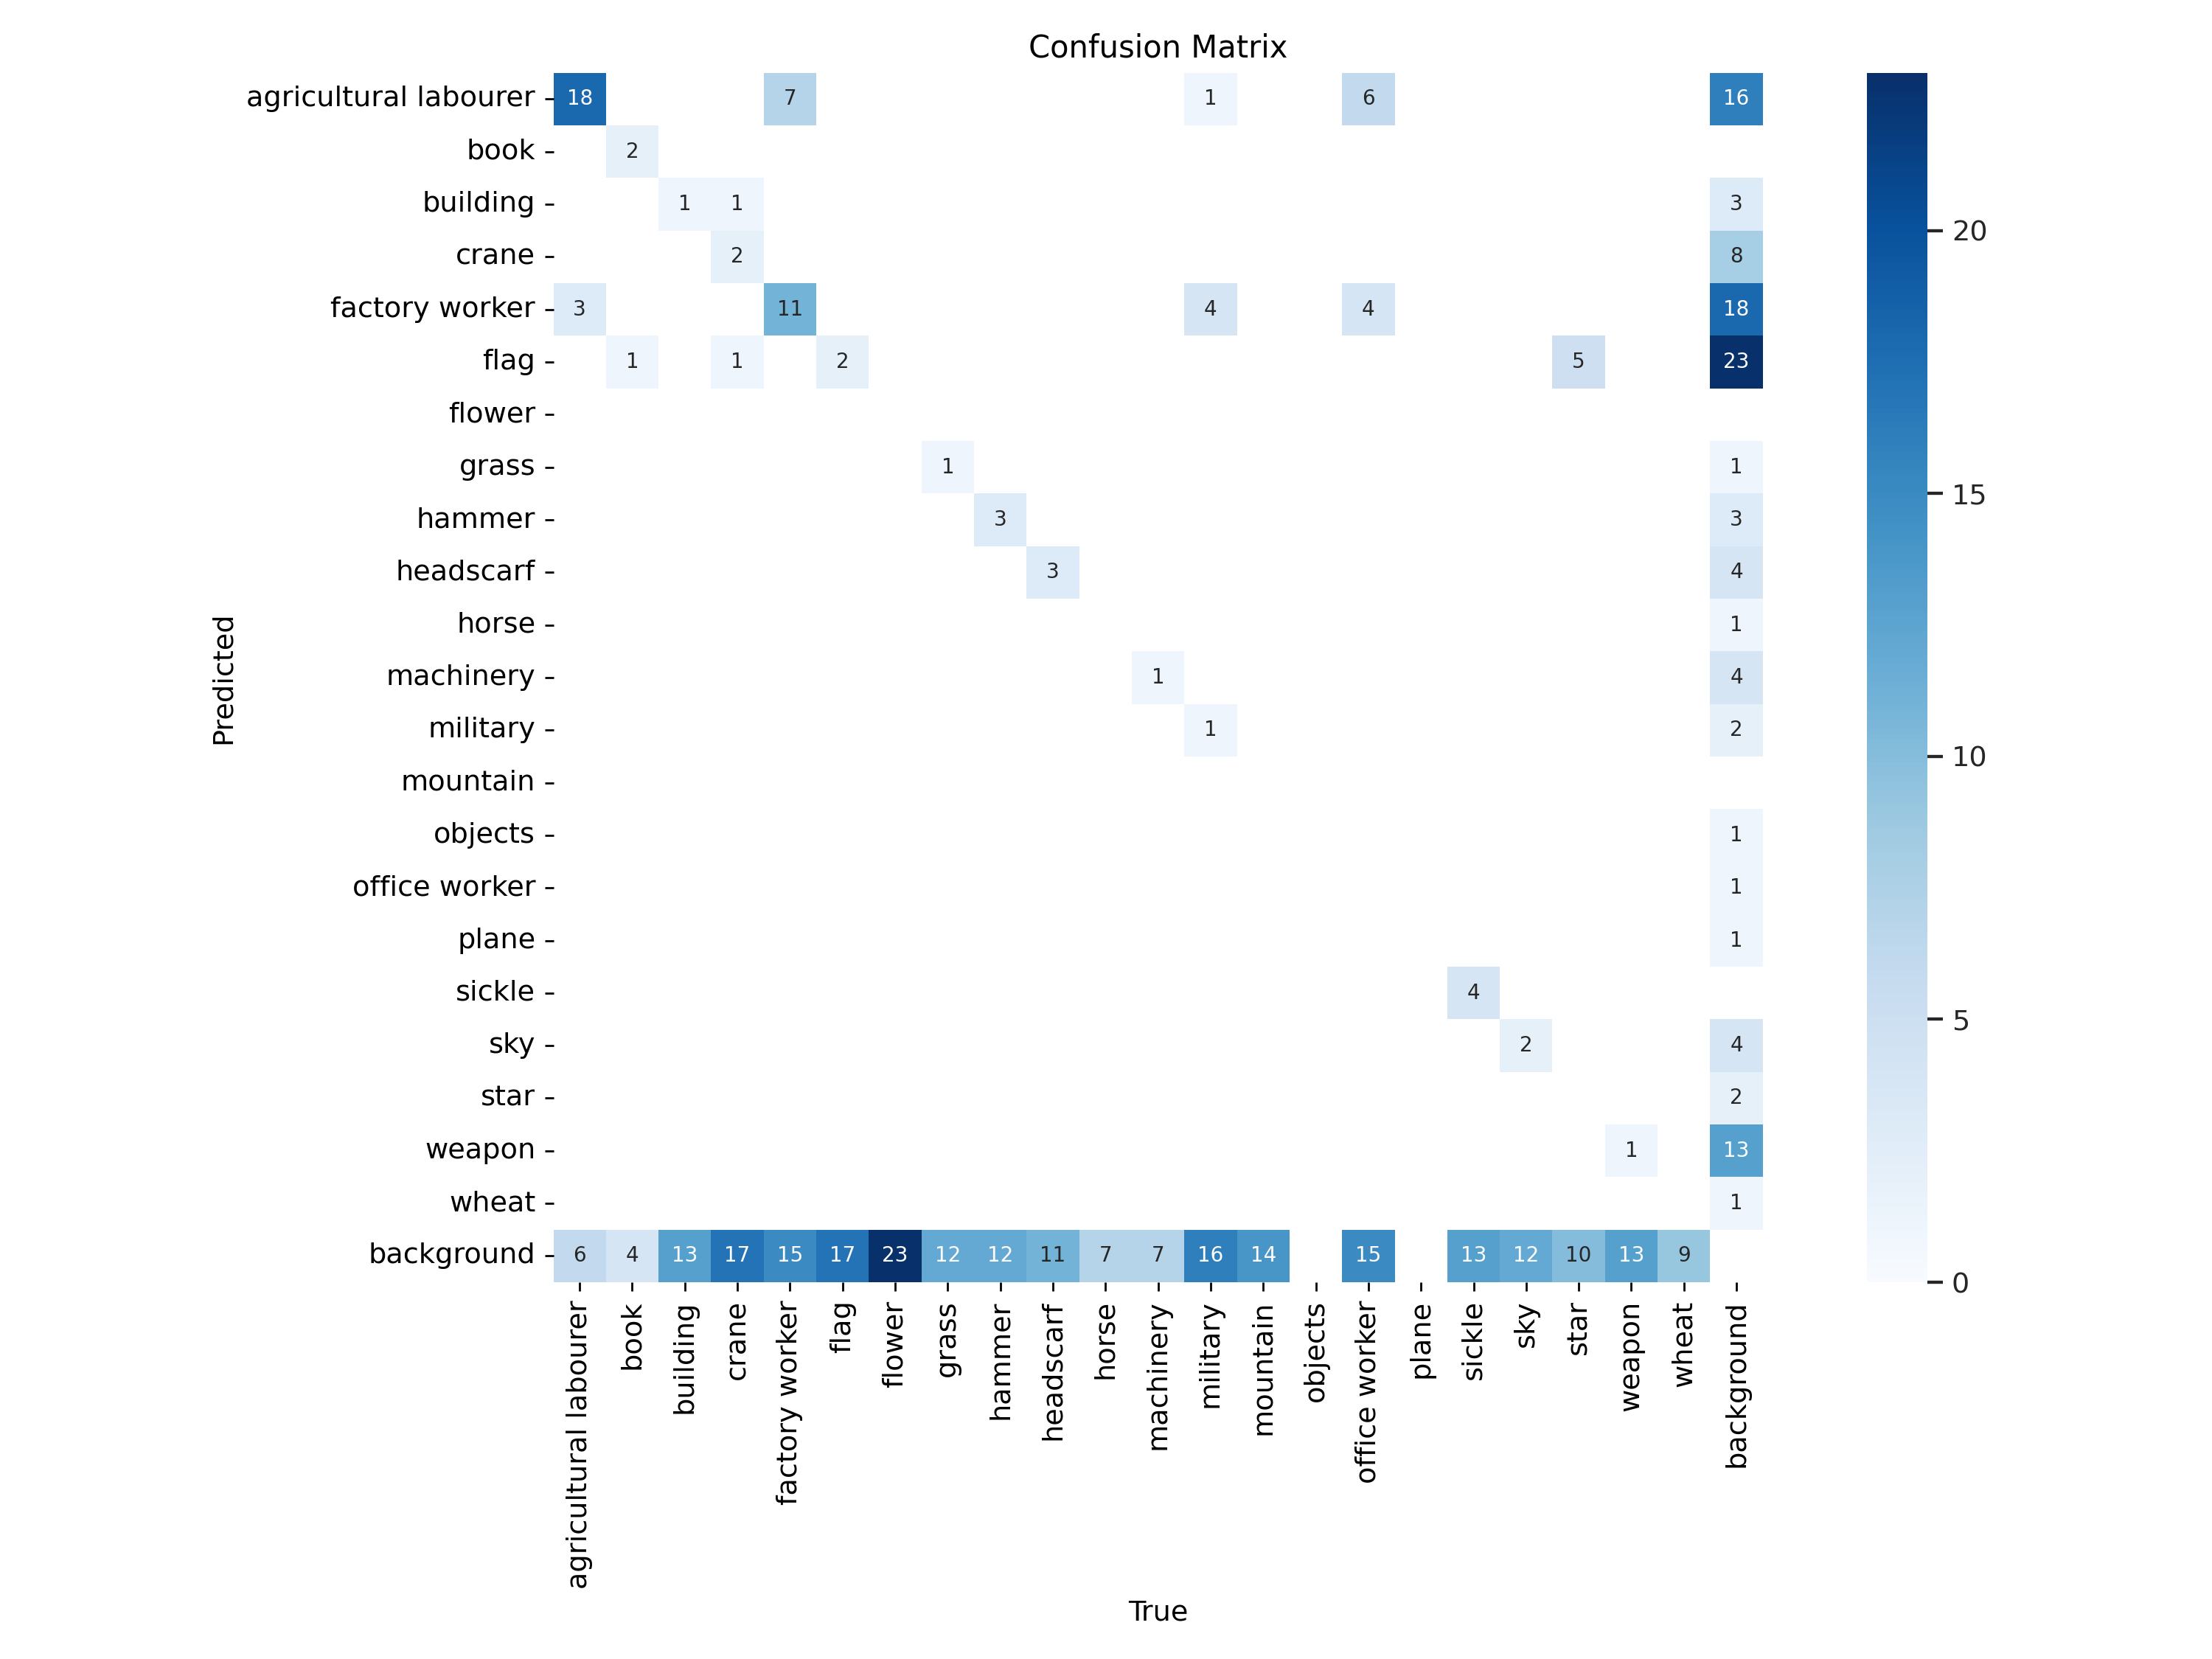 Confusion Matrix
agricultural labourer 18 7 1 6 16
book 2
building 1 1 3
crane 2 8
factory worker 3 11 4 4 18
flag 1 1 2 5 23
flower
grass 1 1
hammer 3 3
headscarf 3 4
horse 1
machinery 1 4
military 1 2
mountain
objects 1
office worker 1
plane 1
sickle 4
sky 2 4
star 2
weapon 1 13
wheat 1
background 6 4 13 17 15 17 23 12 12 11 7 7 16 14 15 13 12 10 13 9
Predicted
agricultural labourer
book
building
crane
factory worker
flag
flower
grass
hammer
headscarf
horse
machinery
military
mountain
objects
office worker
plane
sickle
sky
star
weapon
wheat
background
True
20
15
10
5
0